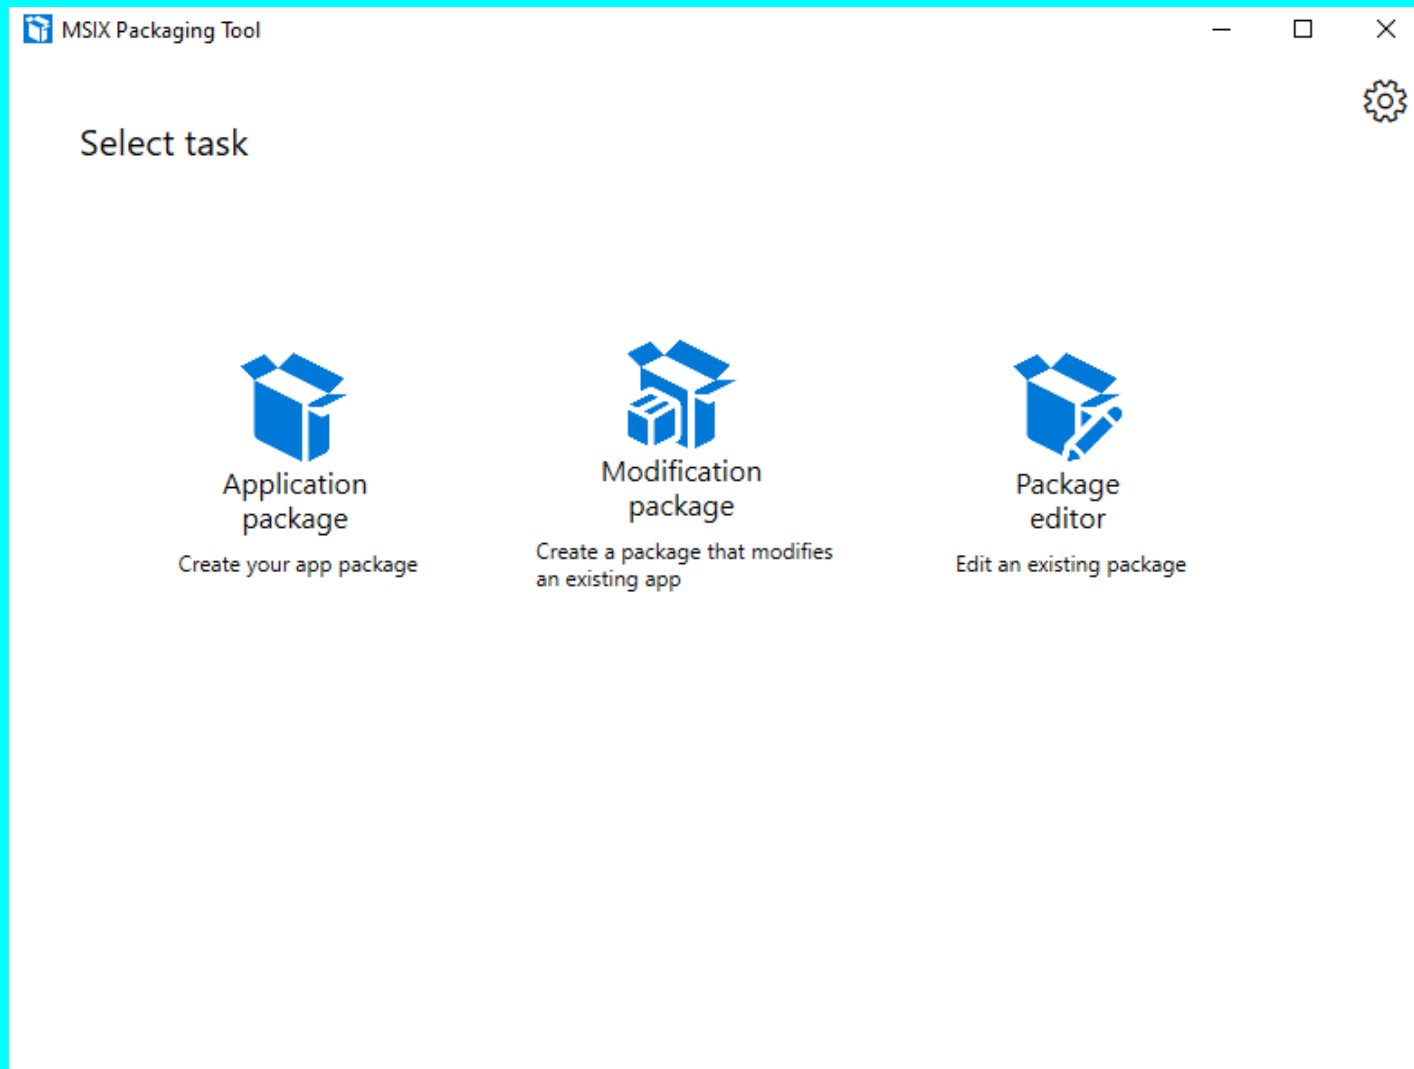 MSIX Packaging Tool
Select task
Application
package
Create your app package
Modification
package
Create a package that modifies
an existing app
Package
editor
Edit an existing package